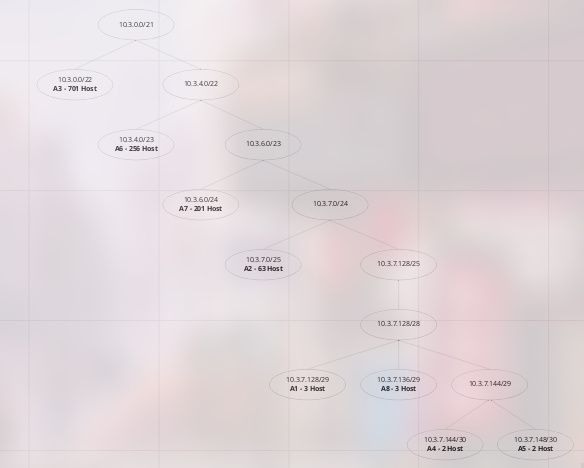 10.3.0.0/21
10.3.0.0/22
A3 - 701 Host
10.3.4.0/22
10.3.4.0/23
A6 - 256 Host
10.3.6.0/23
10.3.6.0/24
A7 - 201 Host
10.3.7.0/24
10.3.7.0/25
A2 - 63 Host
10.3.7.128/25
10.3.7.128/28
10.3.7.128/29
A1 - 3 Host
10.3.7.136/29
A8 - 3 Host
10.3.7.144/29
10.3.7.144/30
A4 - 2 Host
10.3.7.148/30
A5 - 2 Host